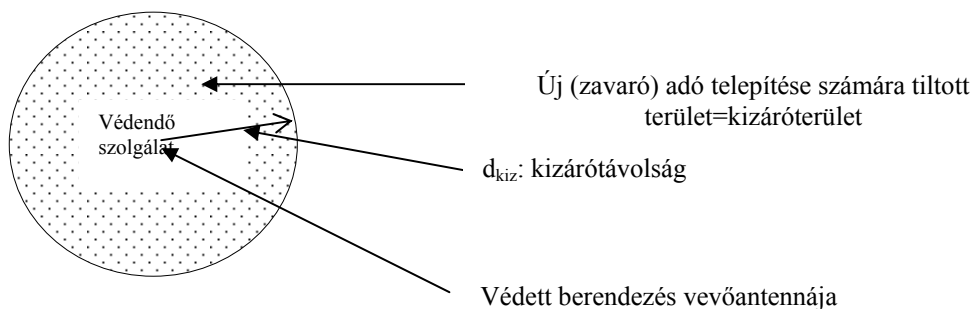 Új (zavaró) adó telepítése számára tiltott
terület=kizáróterület
Védendő
szolgálat
dkiz: kizárótávolság
Védett berendezés vevőantennája